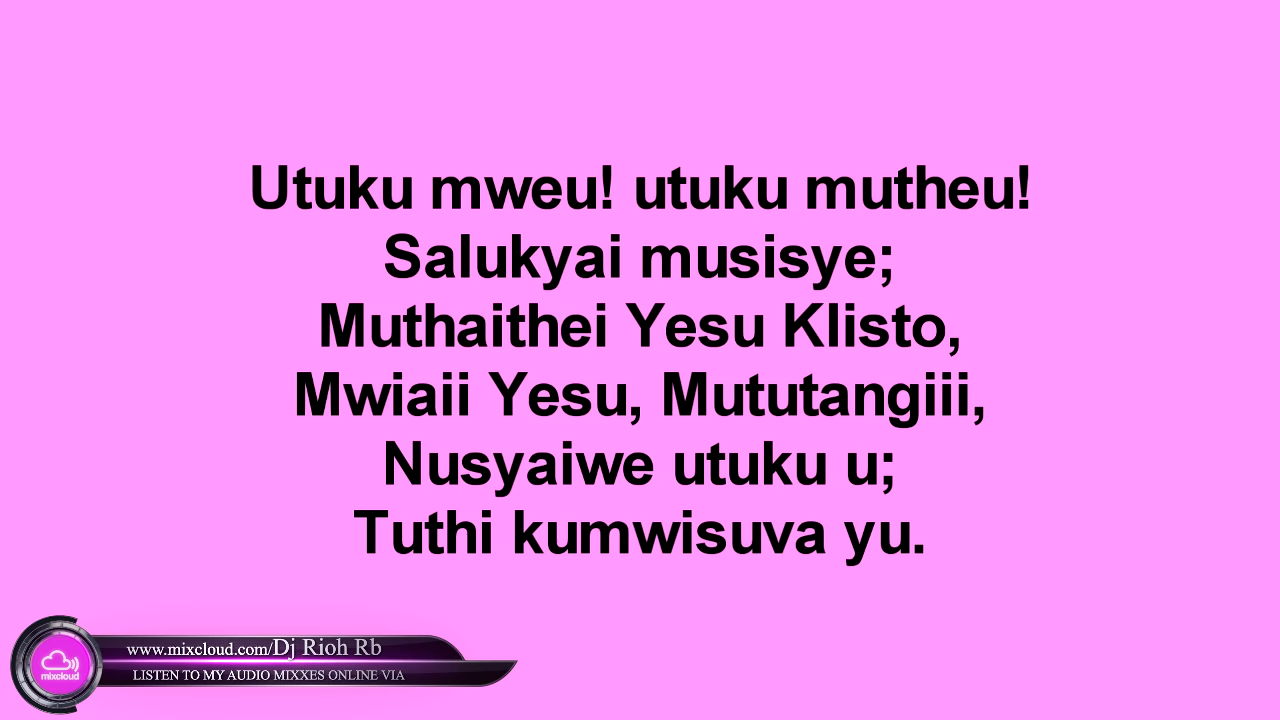 Utuku mweu! utuku mutheu!
Salukyai musisye;
Muthaithei Yesu Klisto,
Mwiaii Yesu, Mututangiii,
Nusyaiwe utuku u;
Tuthi kumwisuva yu.
www.mixcloud.com/Dj Rioh Rb
mixcloud
LISTEN TO MY AUDIO MIXXES ONLINE VIA